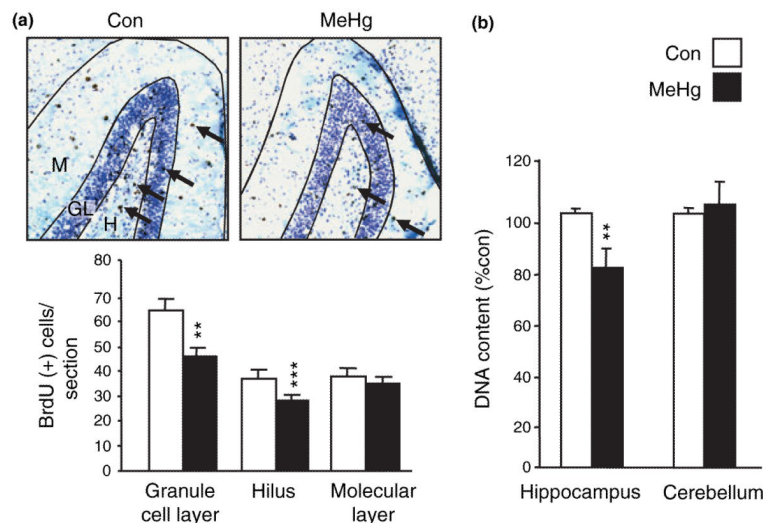 (a)
Con
MeHg
M
GL
H
BrdU (+) cells/
section
70
60
50
40
30
20
10
0
**
***
Granule
cell layer
Hilus
Molecular
layer
(b)
Con
MeHg
DNA content (%con)
120
100
80
60
40
20
0
**
Hippocampus
Cerebellum